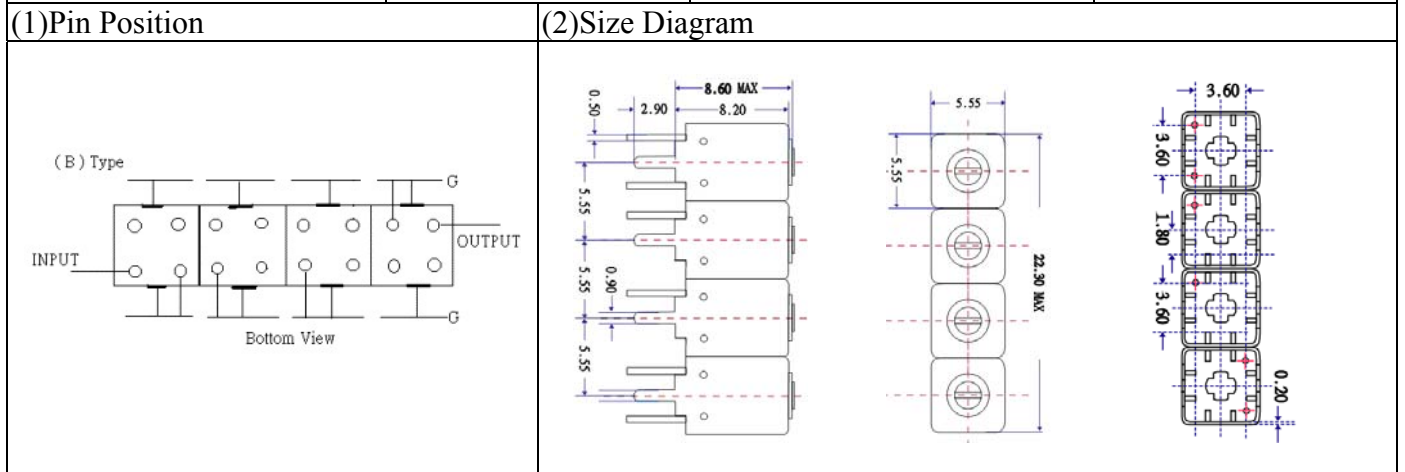 (1)Pin Position
(2)Size Diagram
(B) Type
G
INPUT
OUTPUT
G
Bottom View
8.60 MAX
2.90
8.20
0.50
5.55
5.55
0.90
5.55
5.55
5.55
22.30 MAX
3.60
3.60
1.80
3.60
0.20